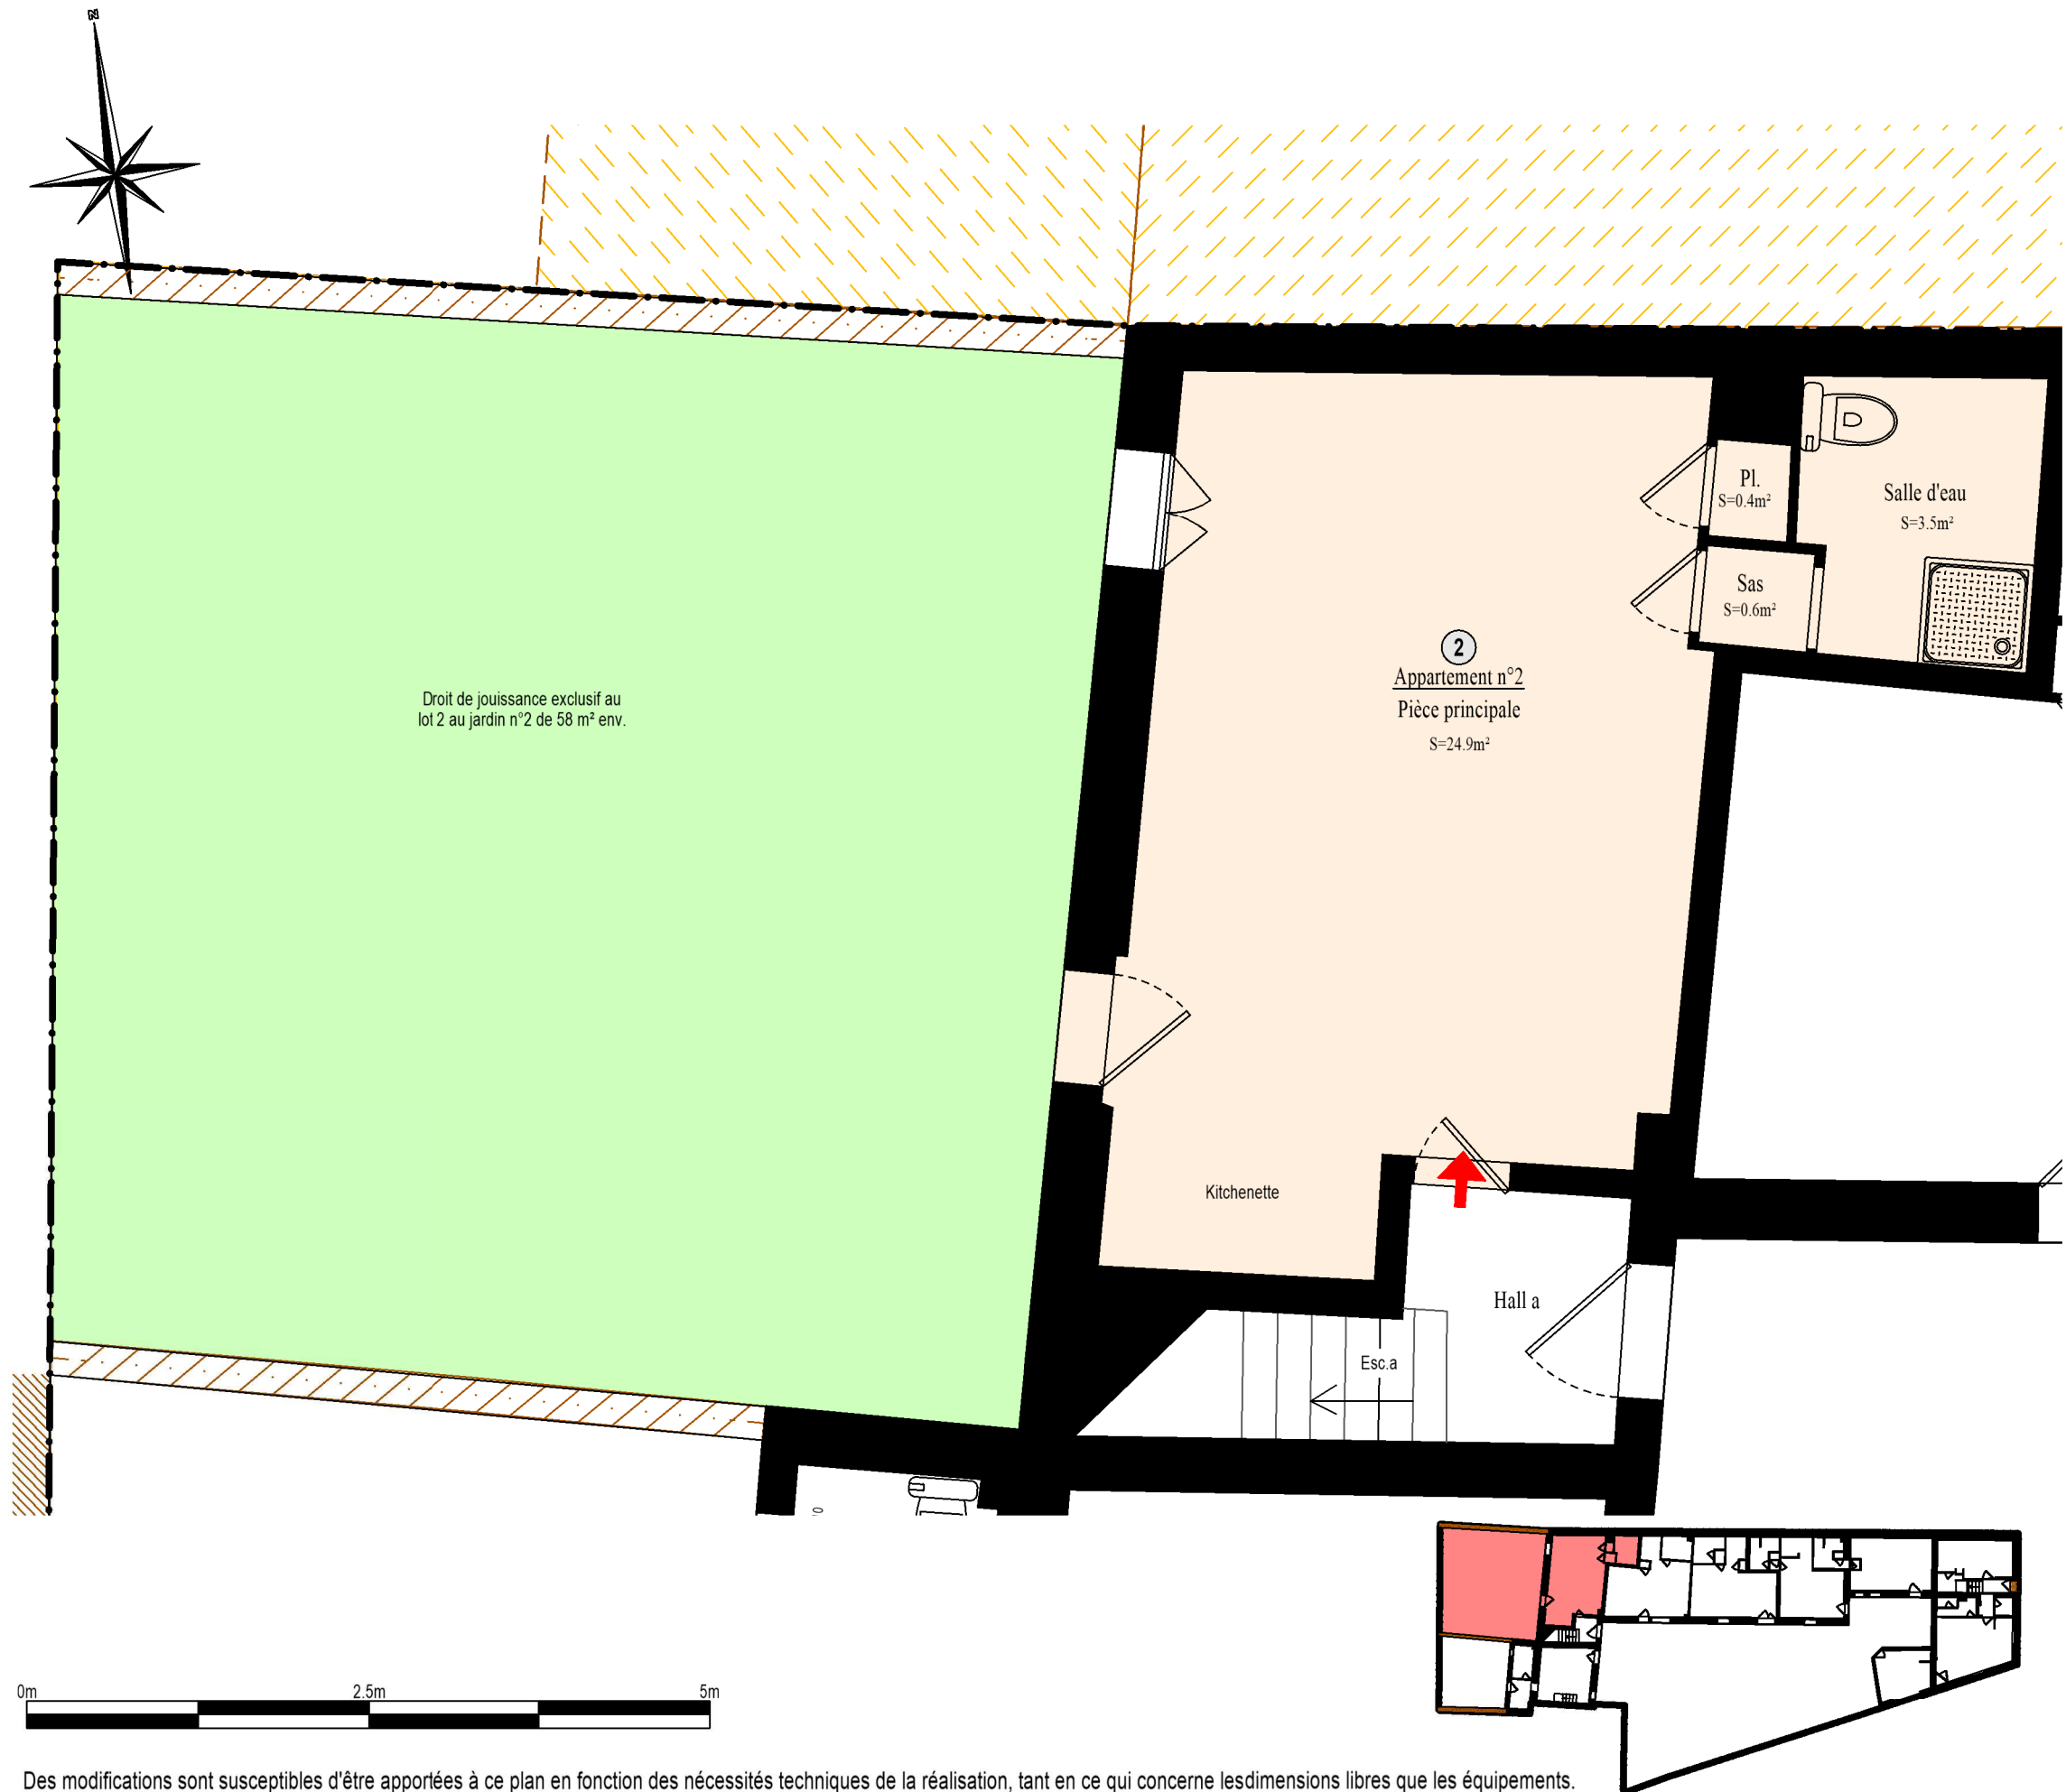 N
Pl.
S=0.4m²
Salle d'eau
S=3.5m²
Sas
S=0.6m²
2
Appartement n°2
Pièce principale
S=24.9m²
Droit de jouissance exclusif au
lot 2 au jardin n°2 de 58 m² env.
Kitchenette
Hall a
Esc.a
0m
2.5m
5m
Des modifications sont susceptibles d'être apportées à ce plan en fonction des nécessités techniques de la réalisation, tant en ce qui concerne lesdimensions libres que les équipements.